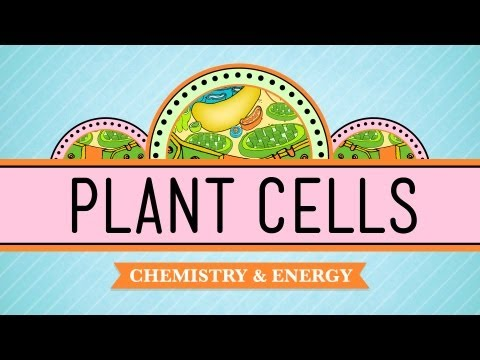 PLANT CELLS
CHEMISTRY & ENERGY